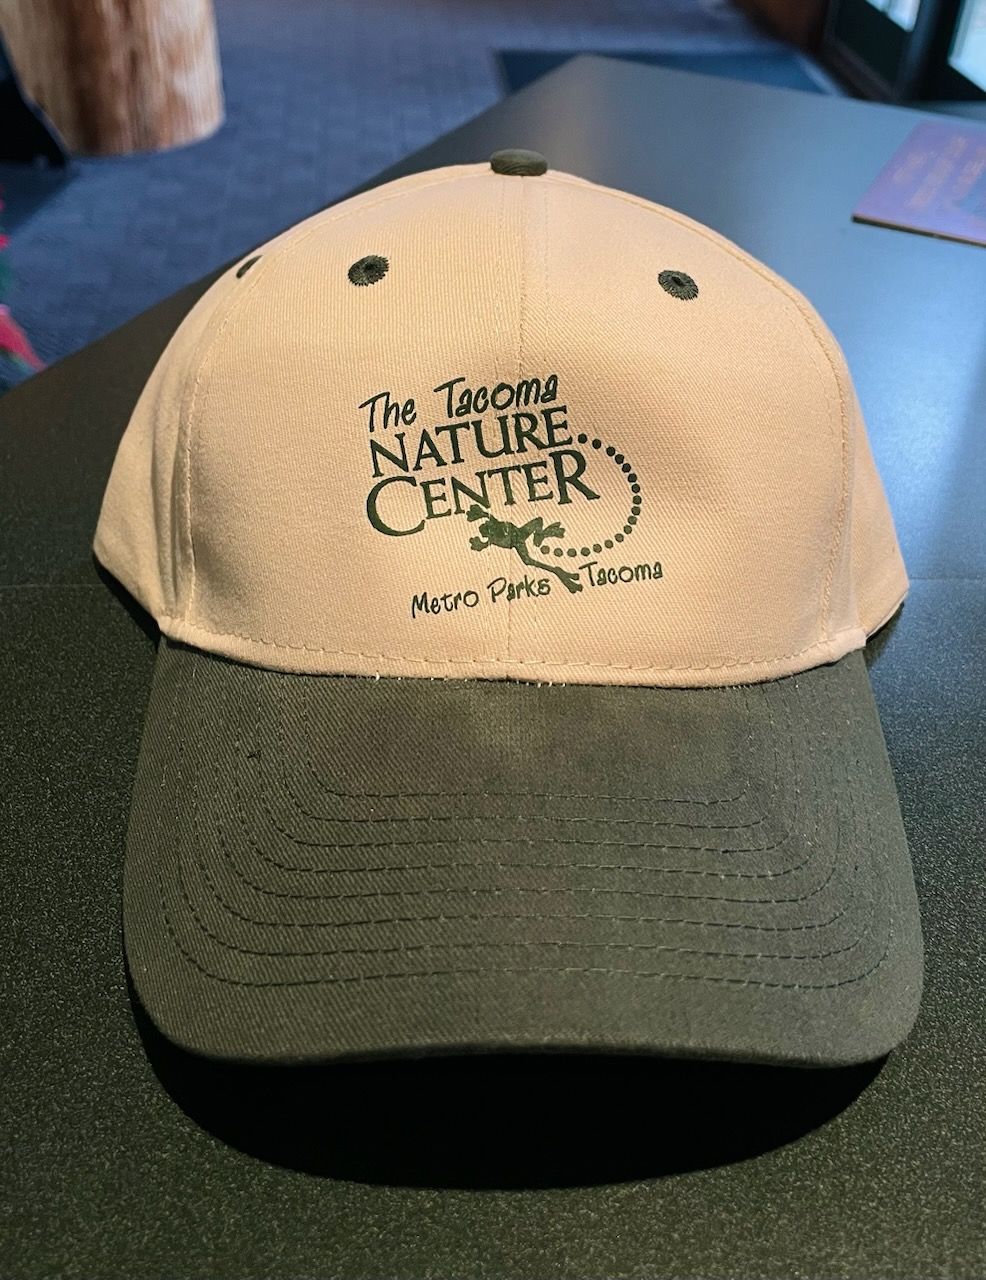 The Tacoma
NATURE
CENTER
Metro Parks Tacoma